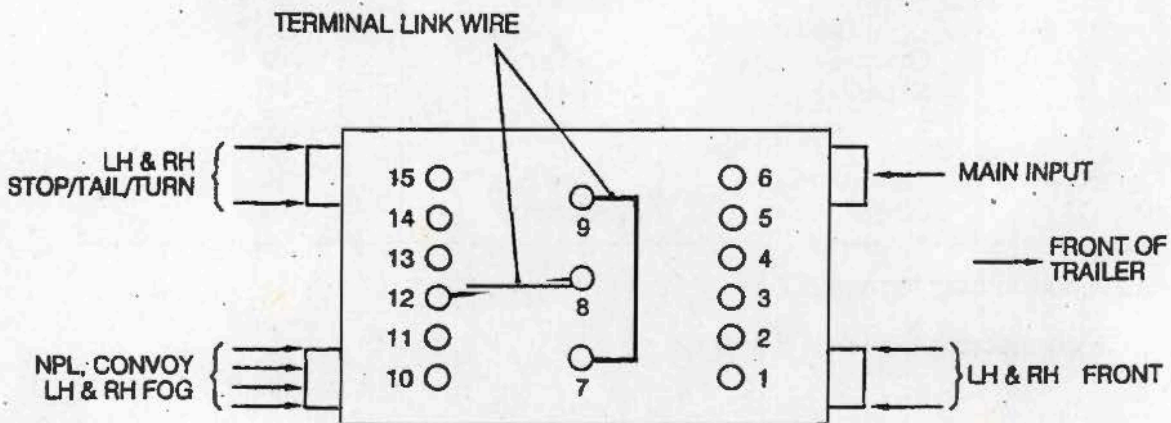 TERMINAL LINK WIRE
LH & RH
STOP/TAIL/TURN
15
14
13
12
11
10
9
8
7
6
5
4
3
2
1
MAIN INPUT
FRONT OF
TRAILER
NPL, CONVOY
LH & RH FOG
LH & RH FRONT